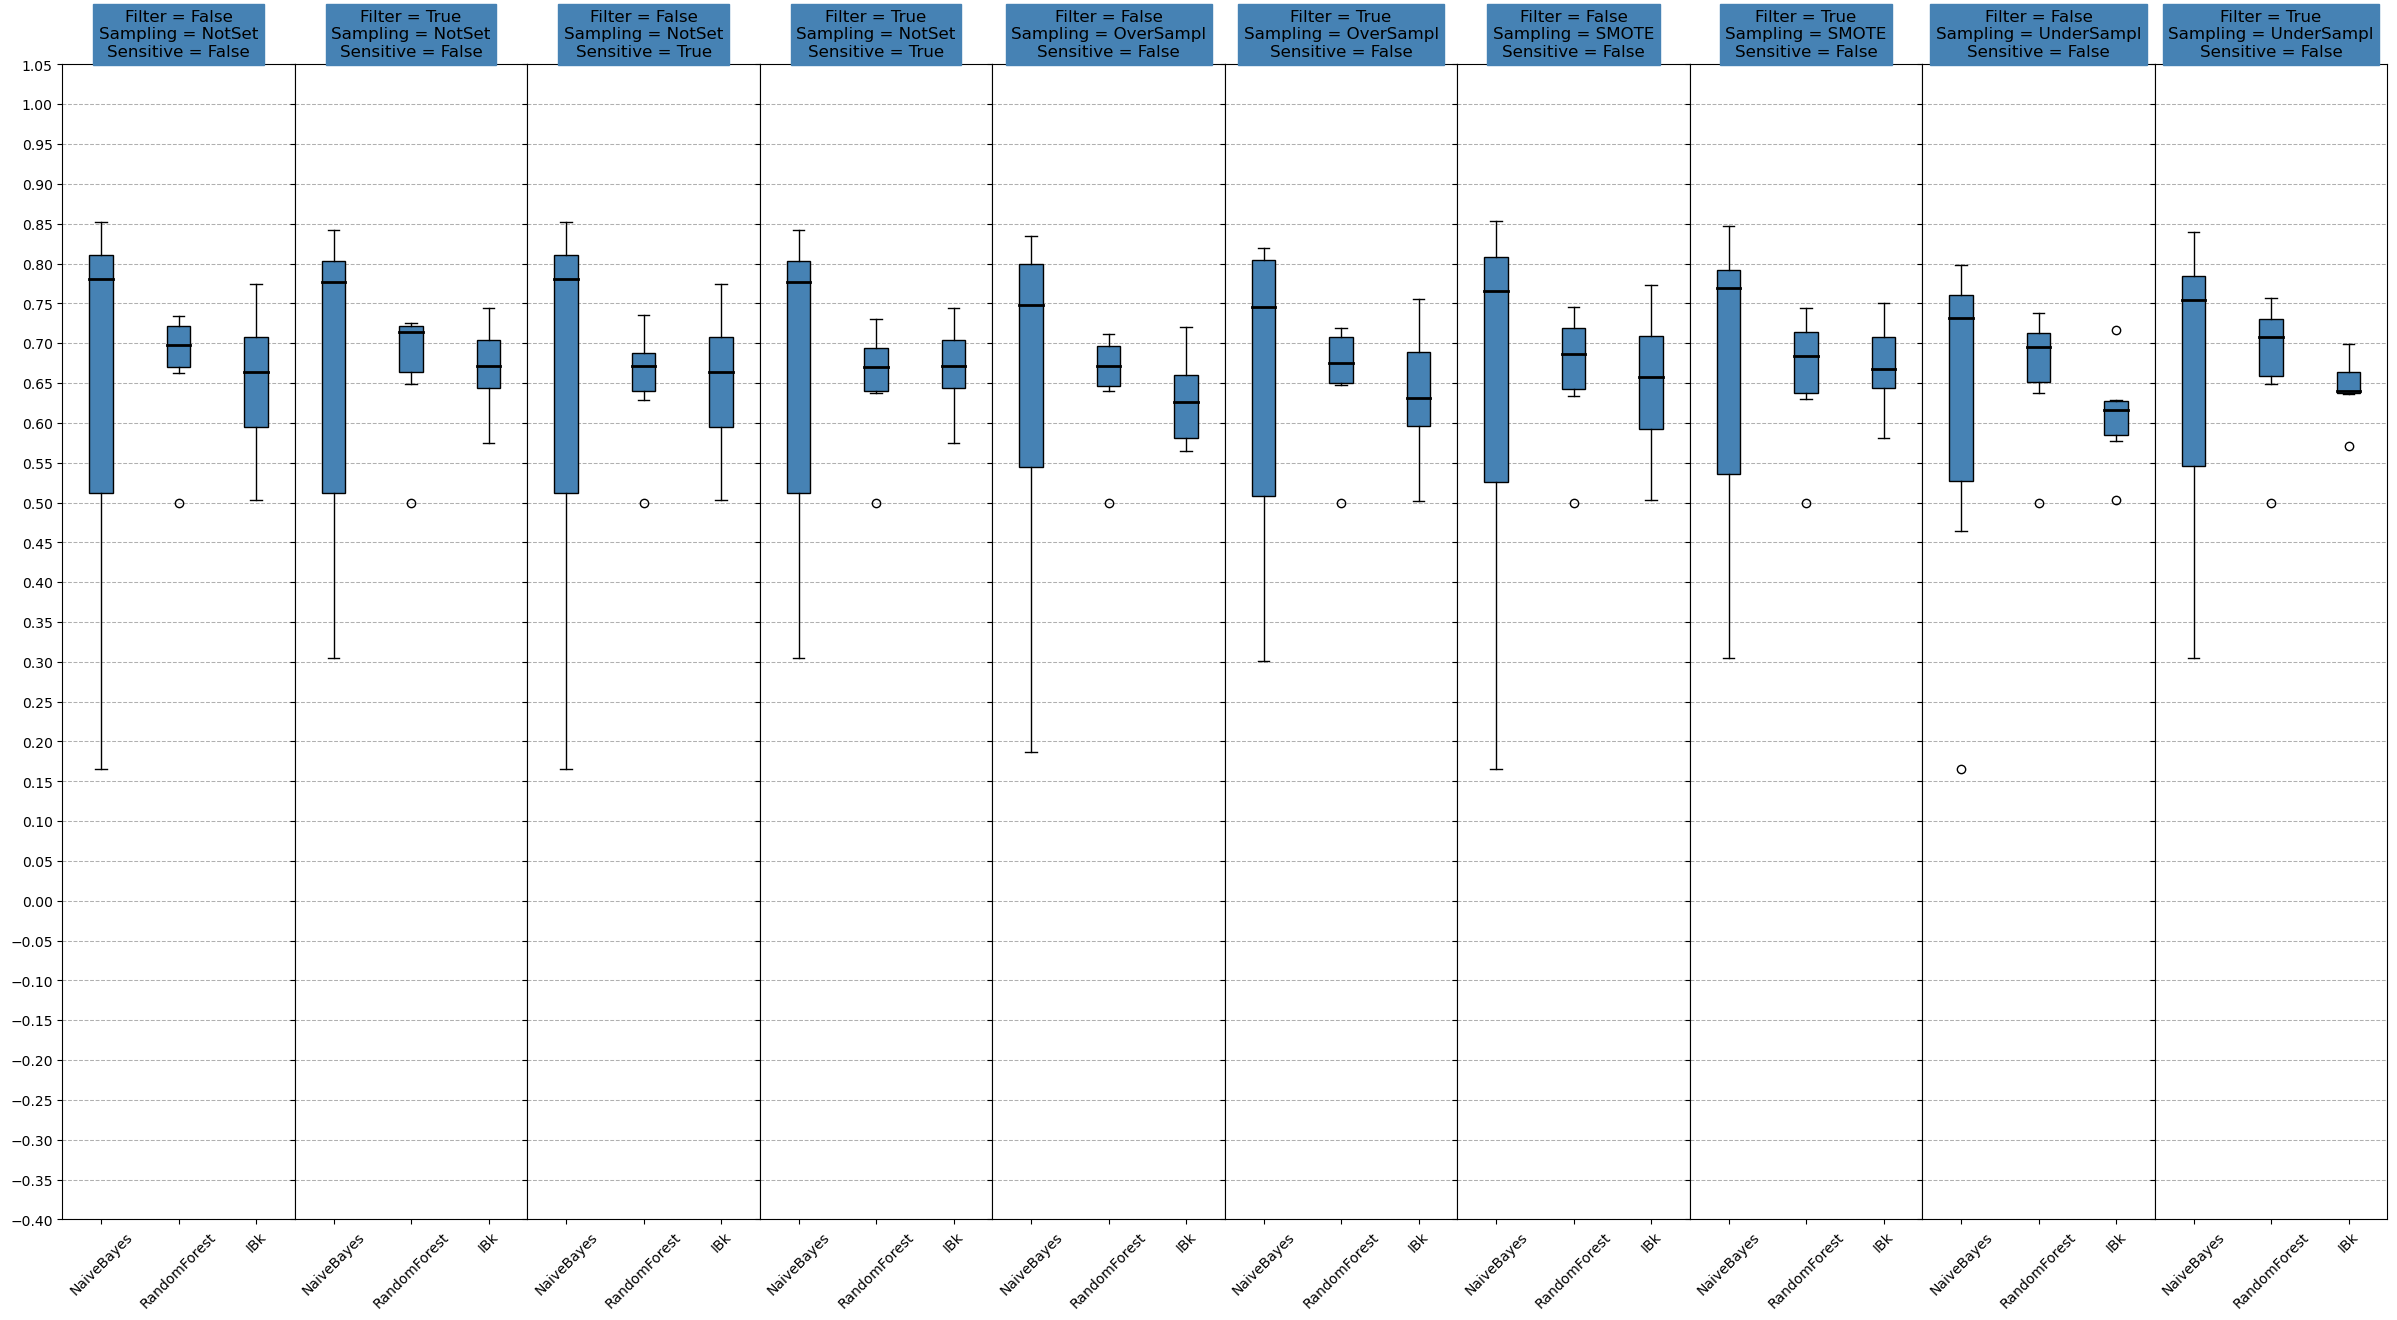 Filter = False
Sampling = NotSet
Sensitive = False
Filter = True
Sampling = NotSet
Sensitive = False
Filter = False
Sampling = NotSet
Sensitive = True
Filter = True
Sampling = NotSet
Sensitive = True
Filter = False
Sampling = OverSampl
Sensitive = False
Filter = True
Sampling = OverSampl
Sensitive = False
Filter = False
Sampling = SMOTE
Sensitive = False
Filter = True
Sampling = SMOTE
Sensitive = False
Filter = False
Sampling = UnderSampl
Sensitive = False
Filter = True
Sampling = UnderSampl
Sensitive = False
1.05
1.00
0.95
0.90
0.85
0.80
0.75
0.70
0.65
0.60
0.55
0.50
0.45
0.40
0.35
0.30
0.25
0.20
0.15
0.10
0.05
0.00
−0.05
−0.10
−0.15
−0.20
−0.25
−0.30
−0.35
−0.40
NaiveBayes
RandomForest
IBk
NaiveBayes
RandomForest
IBk
NaiveBayes
RandomForest
IBk
NaiveBayes
RandomForest
IBk
NaiveBayes
RandomForest
IBk
NaiveBayes
RandomForest
IBk
NaiveBayes
RandomForest
IBk
NaiveBayes
RandomForest
IBk
NaiveBayes
RandomForest
IBk
NaiveBayes
RandomForest
IBk